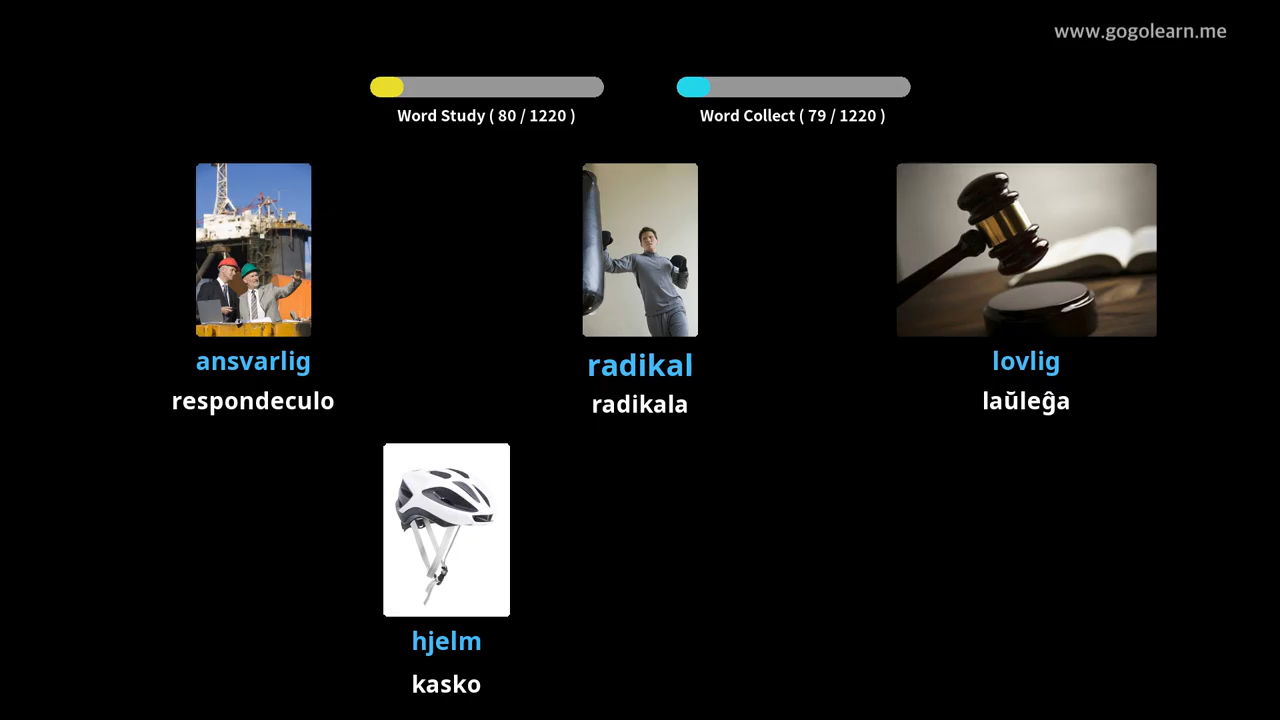 www.gogolearn.me
Word Study ( 80 / 1220 )
Word Collect ( 79 / 1220 )
ansvarlig
respondeculo
radikal
radikala
lovlig
laŭleĝa
hjelm
kasko